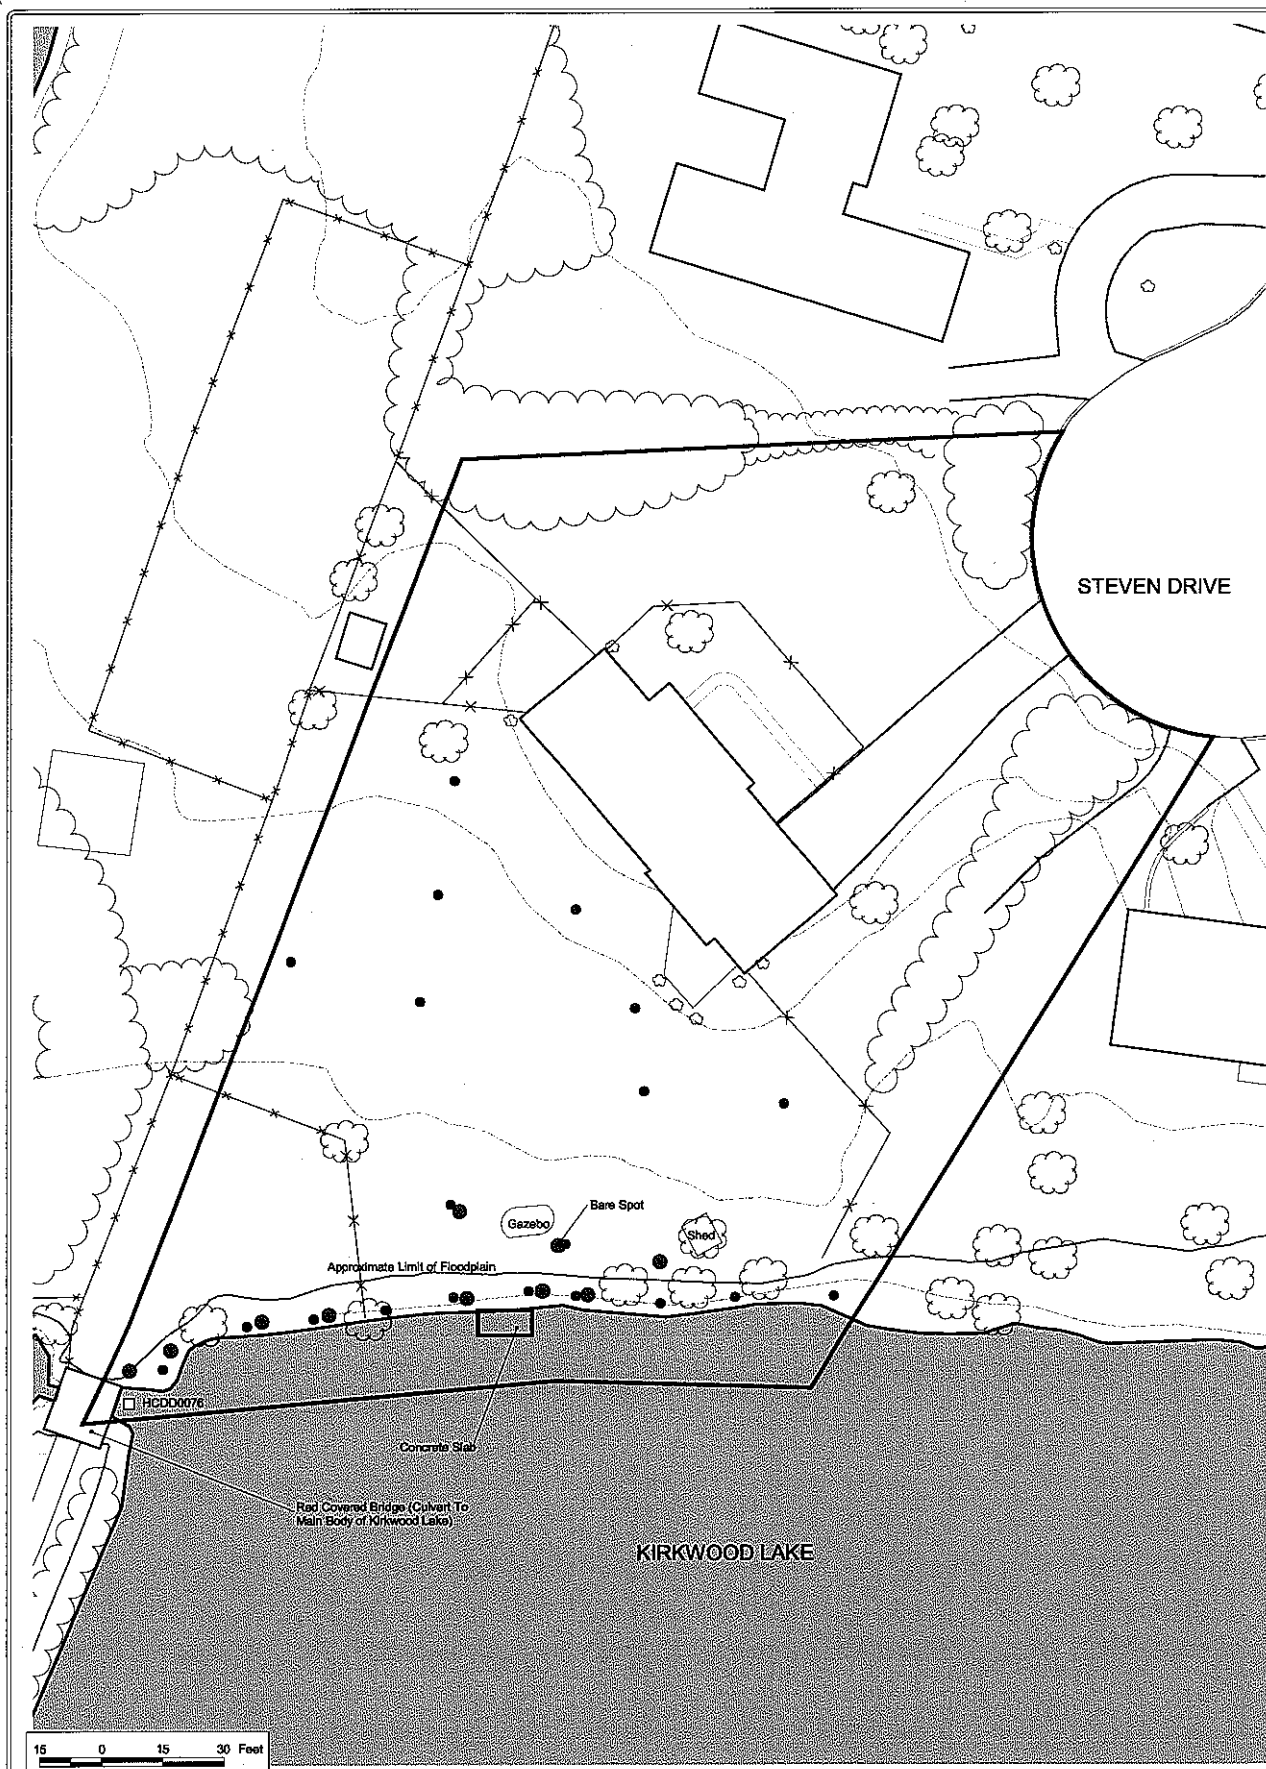 STEVEN DRIVE
Bare Spot
Gazebo
Shed
Approximate Limit of Floodplain
HCDD0076
Concrete Slab
Red Covered Bridge (Culvert To
Main Body of Kirkwood Lake)
KIRKWOOD LAKE
15 0 15 30 Feet